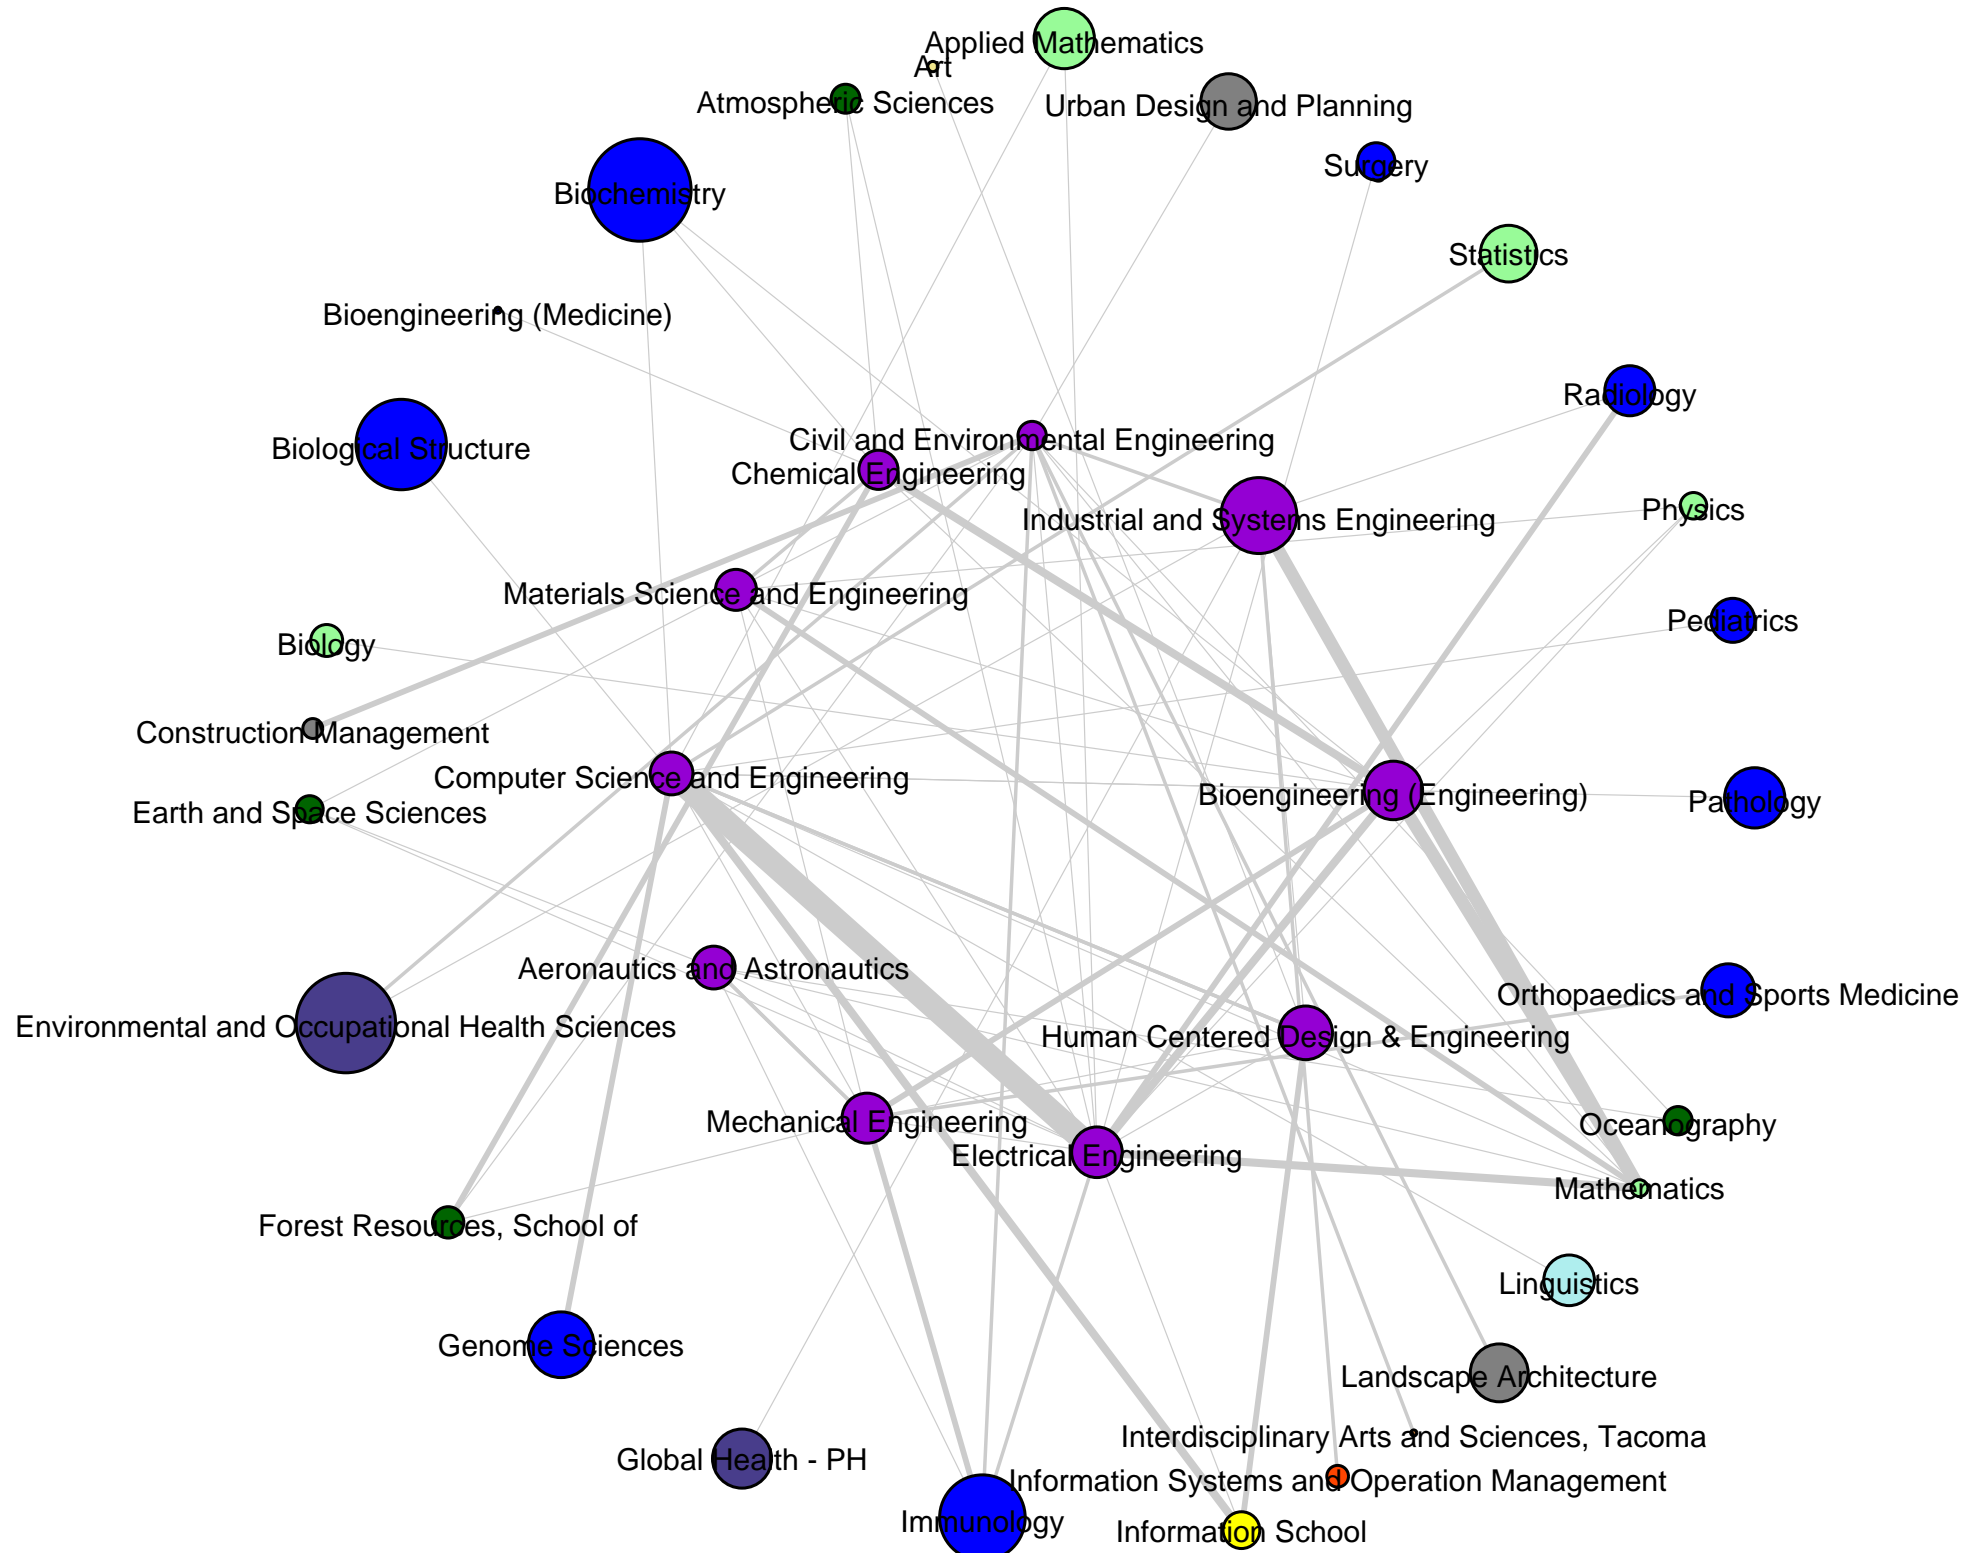 Applied Mathematics
Art
Atmospheric Sciences
Urban Design and Planning
Surgery
Biochemistry
Statistics
Bioengineering (Medicine)
Radiology
Civil and Environmental Engineering
Biological Structure
Chemical Engineering
Physics
Industrial and Systems Engineering
Materials Science and Engineering
Pediatrics
Biology
Construction Management
Computer Science and Engineering
Bioengineering (Engineering)
Pathology
Earth and Space Sciences
Aeronautics and Astronautics
Orthopaedics and Sports Medicine
Environmental and Occupational Health Sciences
Human Centered Design & Engineering
Mechanical Engineering
Oceanography
Electrical Engineering
Mathematics
Forest Resources, School of
Linguistics
Genome Sciences
Landscape Architecture
Interdisciplinary Arts and Sciences, Tacoma
Global Health - PH
Information Systems and Operation Management
Immunology
Information School